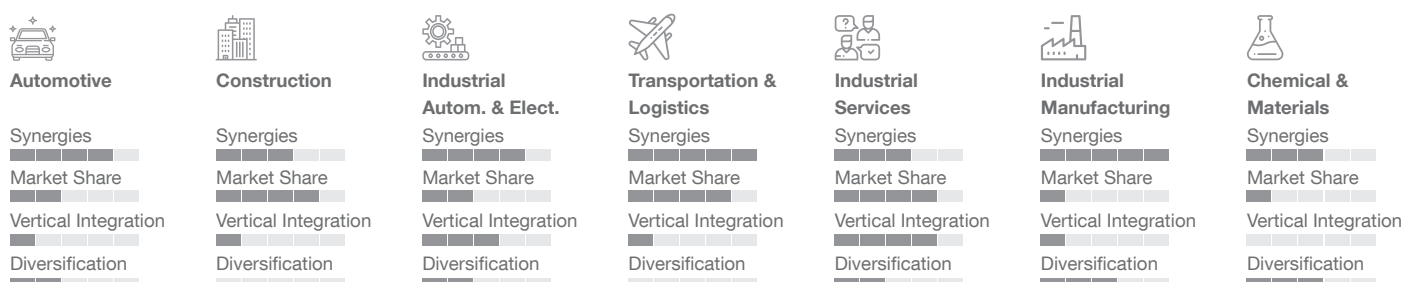 Automotive
Synergies
Market Share
Vertical Integration
Diversification
Construction
Synergies
Market Share
Vertical Integration
Diversification
Industrial
Autom. & Elect.
Synergies
Market Share
Vertical Integration
Diversification
Transportation &
Logistics
Synergies
Market Share
Vertical Integration
Diversification
?
Industrial
Services
Synergies
Market Share
Vertical Integration
Diversification
Industrial
Manufacturing
Synergies
Market Share
Vertical Integration
Diversification
Chemical &
Materials
Synergies
Market Share
Vertical Integration
Diversification